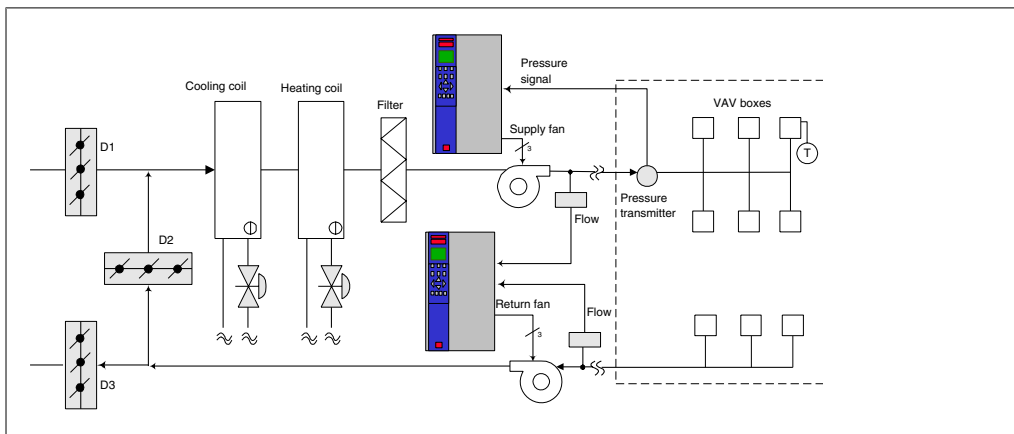 Cooling coil
Heating coil
Filter
Pressure
signal
VAV boxes
D1
Supply fan
3
T
Pressure
transmitter
Flow
D2
Return fan
3
Flow
D3